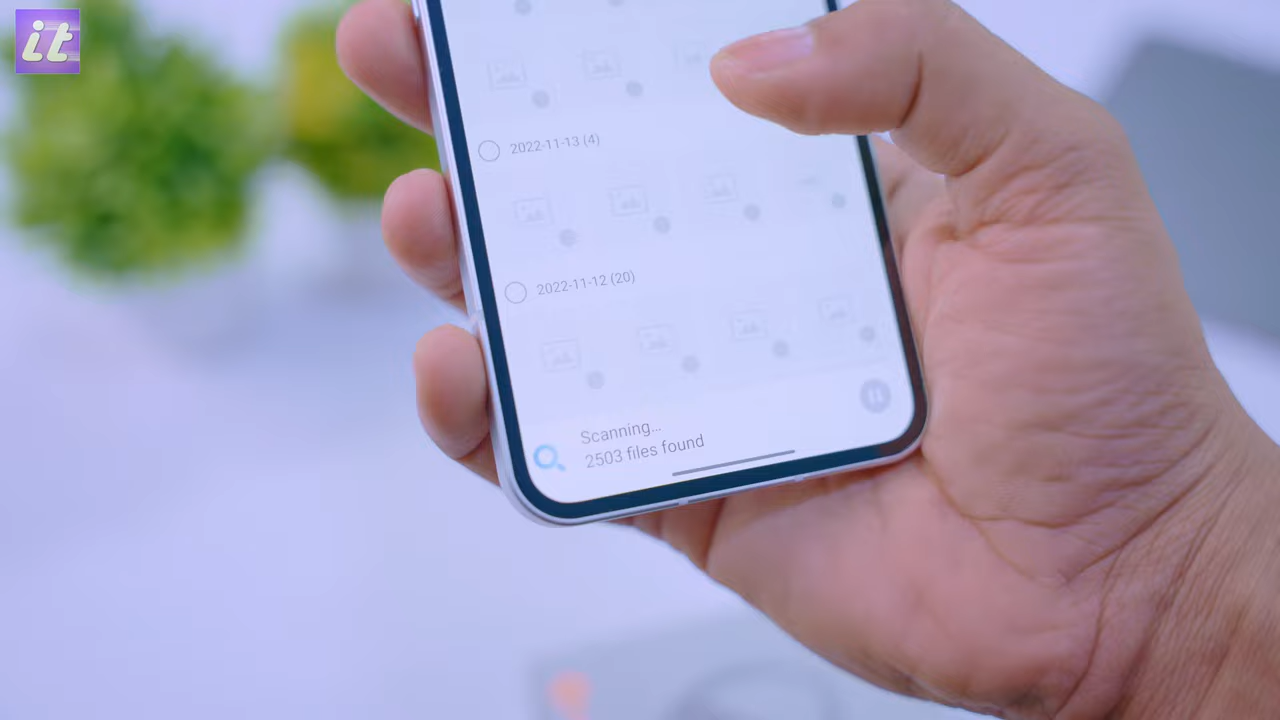 it
2022-11-13 (4)
2022-11-12 (20)
Scanning...
2503 files found